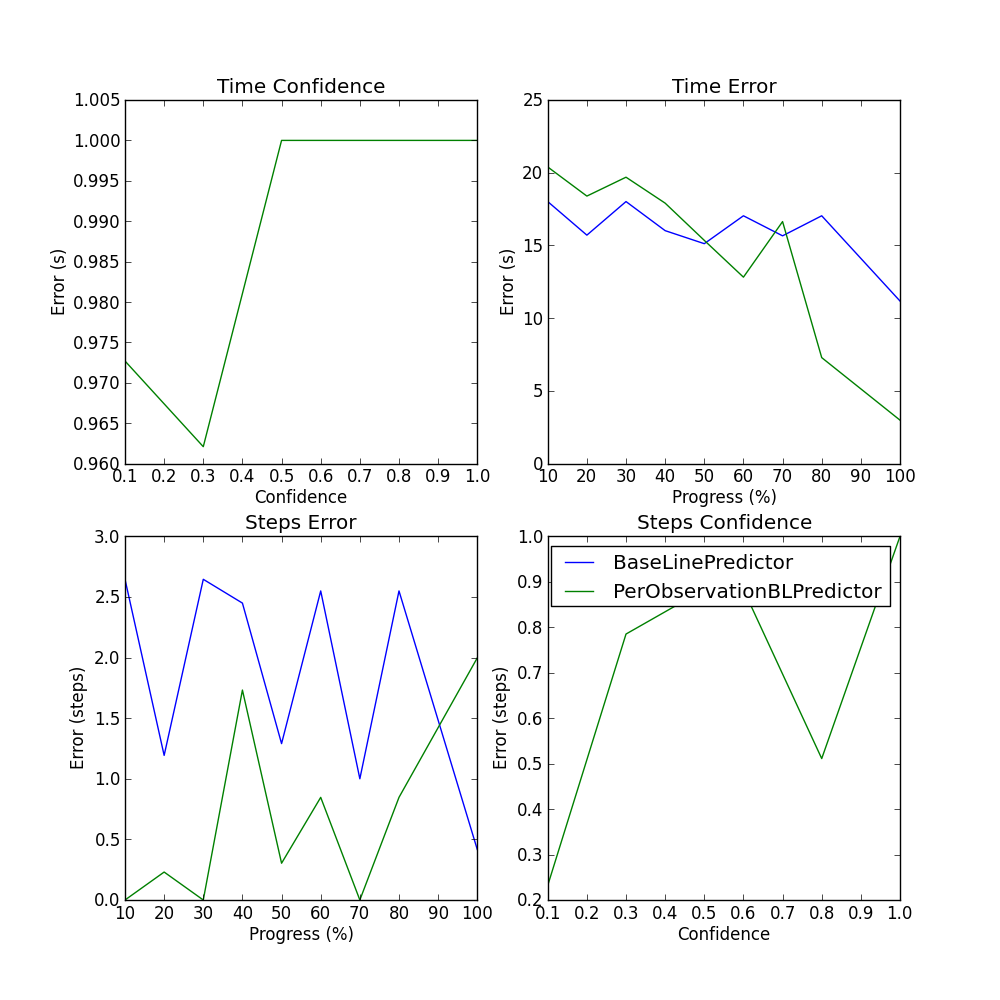 Time Confidence
1.005
1.000
0.995
0.990
0.985
0.980
0.975
0.970
0.965
0.960
Error (s)
0.1 0.2 0.3 0.4 0.5 0.6 0.7 0.8 0.9 1.0
Confidence
Time Error
25
20
15
10
5
0
Error (s)
10 20 30 40 50 60 70 80 90 100
Progress (%)
Steps Error
3.0
2.5
2.0
1.5
1.0
0.5
0.0
Error (steps)
10 20 30 40 50 60 70 80 90 100
Progress (%)
Steps Confidence
1.0
0.9
0.8
0.7
0.6
0.5
0.4
0.3
0.2
Error (steps)
BaseLinePredictor
PerObservationBLPredictor
0.1 0.2 0.3 0.4 0.5 0.6 0.7 0.8 0.9 1.0
Confidence